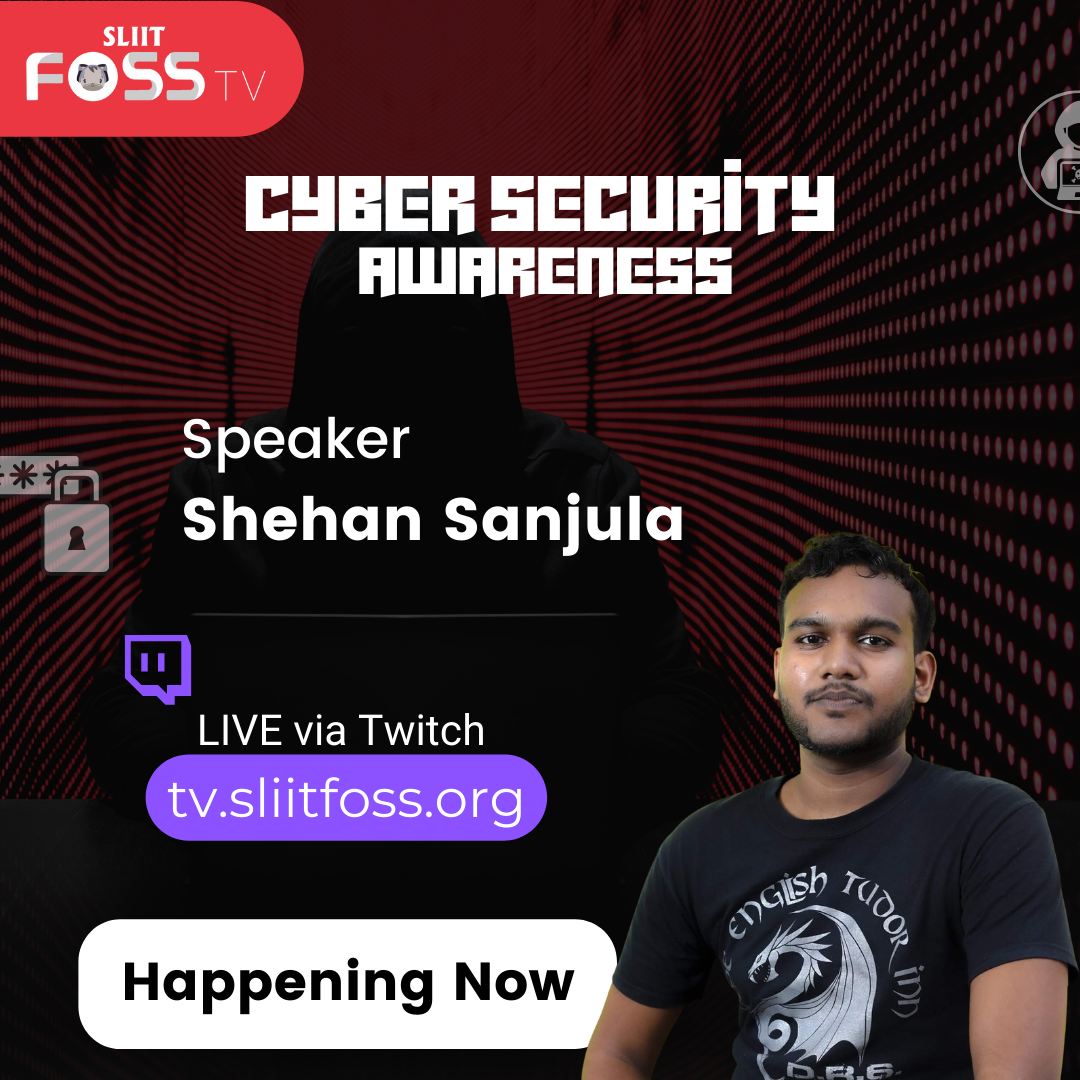 SLIIT
FOSS TV
CYBER SECURITY
AWARENESS
Speaker
Shehan Sanjula
LIVE via Twitch
tv.sliitfoss.org
Happening Now
ENGLISH TUDOR INN
D.R.G.